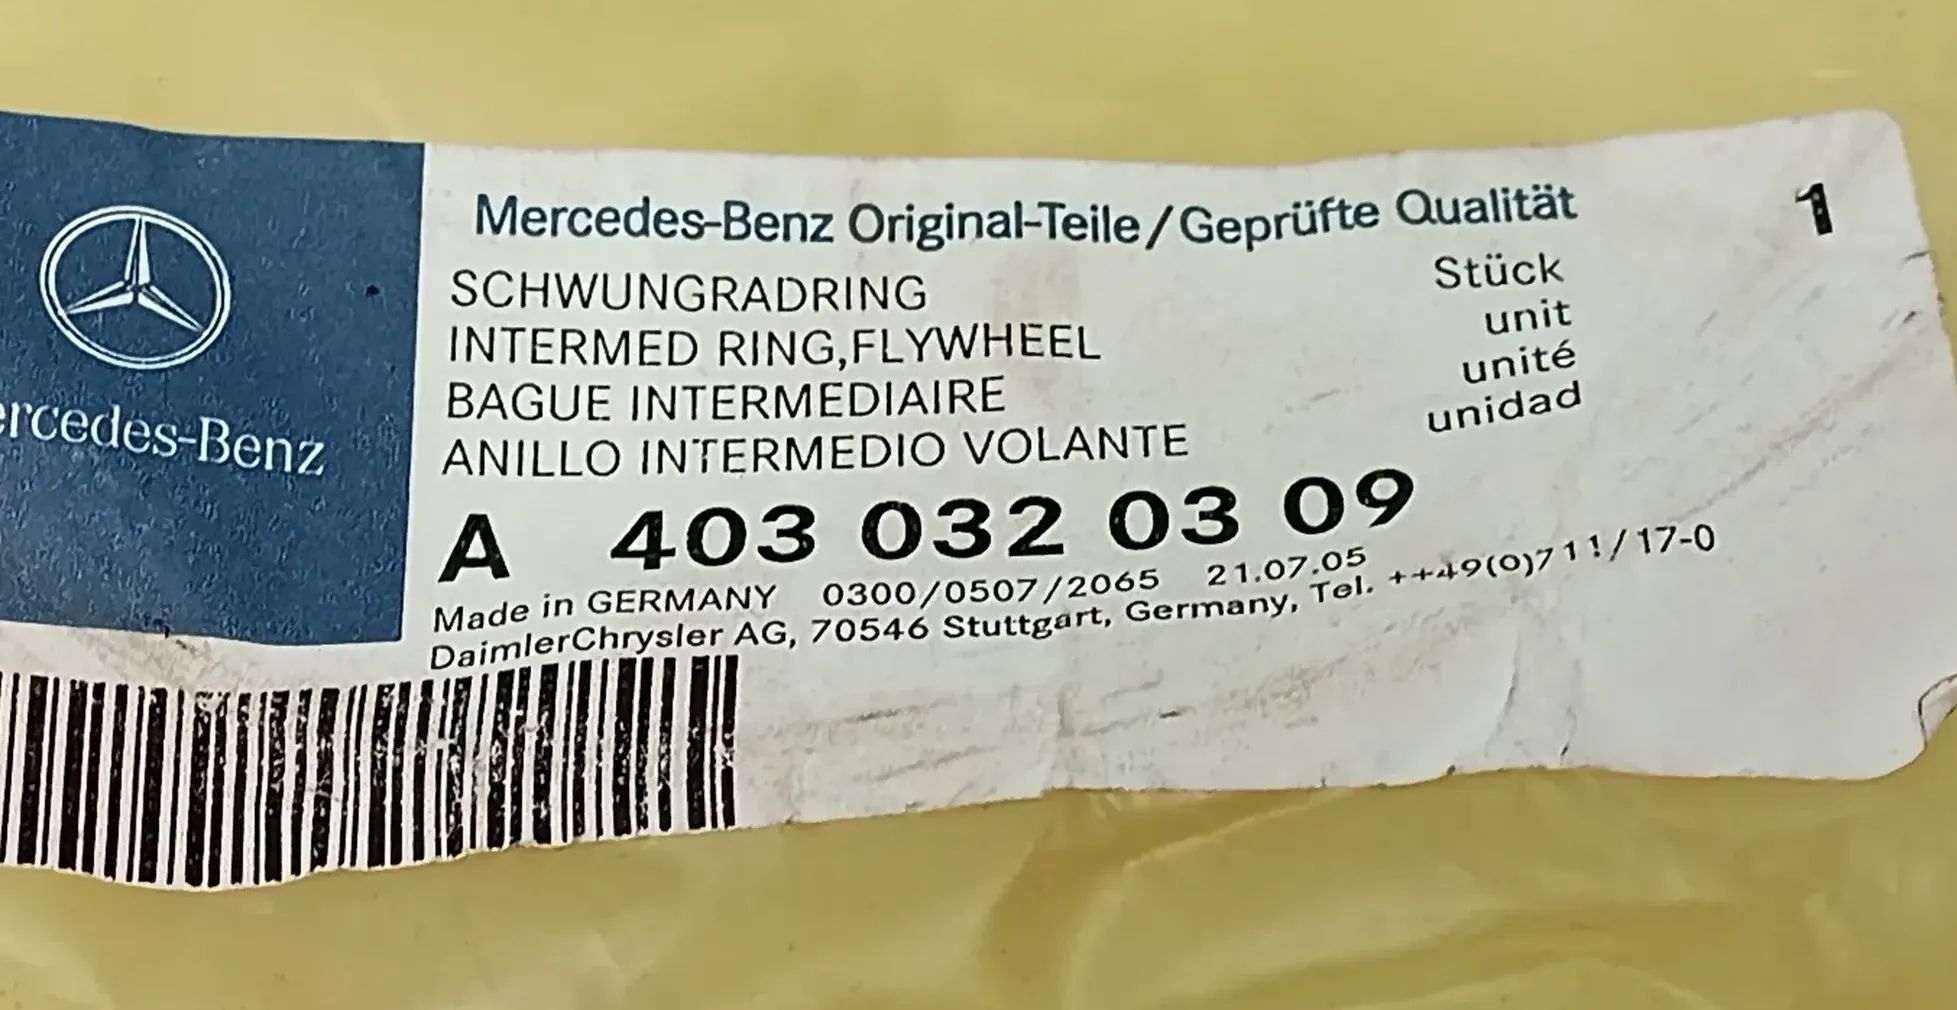 Mercedes-Benz
Mercedes-Benz Original-Teile/Geprüfte Qualität
1
SCHWUNGRADRING
Stück
INTERMED RING,FLYWHEEL
unit
BAGUE INTERMEDIAIRE
unité
ANILLO INTERMEDIO VOLANTE
unidad
A 403 032 03 09
Made in GERMANY 0300/0507/2065 21.07.05
DaimlerChrysler AG, 70546 Stuttgart, Germany, Tel. ++49(0)711/17-0